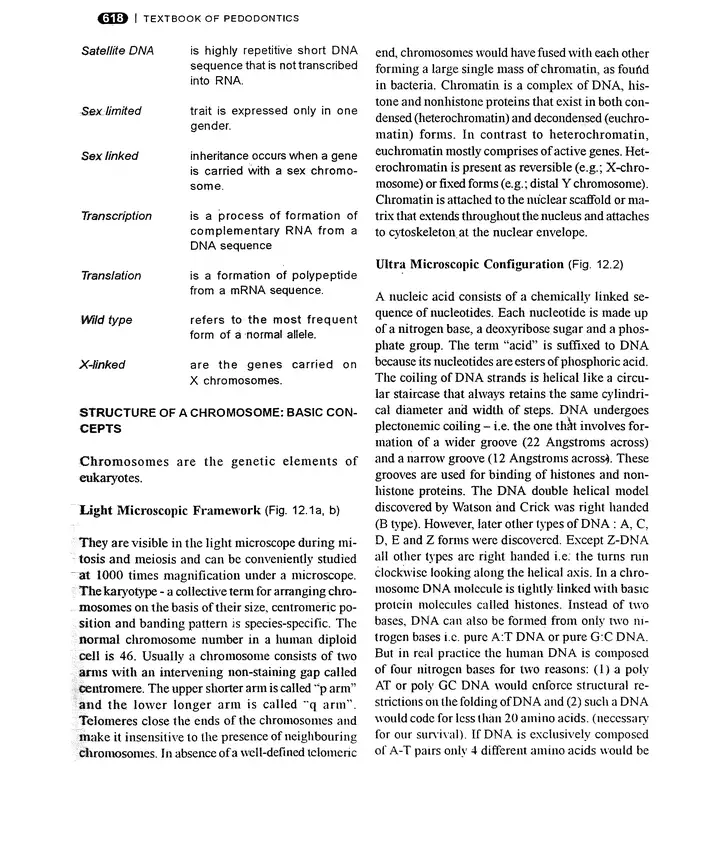 618 | TEXTBOOK OF PEDODONTICS
Satellite DNA is highly repetitive short DNA
sequence that is not transcribed
into RNA.
Sex limited trait is expressed only in one
gender.
Sex linked inheritance occurs when a gene
is carried with a sex chromo-
some.
Transcription is a process of formation of
complementary RNA from a
DNA sequence
Translation is a formation of polypeptide
from a mRNA sequence.
Wild type refers to the most frequent
form of a normal allele.
X-linked are the genes carried on
X chromosomes.
STRUCTURE OF A CHROMOSOME: BASIC CON-
CEPTS
Chromosomes are the genetic elements of
eukaryotes.
Light Microscopic Framework (Fig. 12.1a, b)
They are visible in the light microscope during mi-
tosis and meiosis and can be conveniently studied
at 1000 times magnification under a microscope.
The karyotype - a collective term for arranging chro-
mosomes on the basis of their size, centromeric po-
sition and banding pattern is species-specific. The
normal chromosome number in a human diploid
cell is 46. Usually a chromosome consists of two
arms with an intervening non-staining gap called
centromere. The upper shorter arm is called "p arm"
and the lower longer arm is called "q arm".
Telomeres close the ends of the chromosomes and
make it insensitive to the presence of neighbouring
chromosomes. In absence of a well-defined telomeric
end, chromosomes would have fused with each other
forming a large single mass of chromatin, as found
in bacteria. Chromatin is a complex of DNA, his-
tone and nonhistone proteins that exist in both con-
densed (heterochromatin) and decondensed (euchro-
matin) forms. In contrast to heterochromatin,
euchromatin mostly comprises of active genes. Het-
erochromatin is present as reversible (e.g.; X-chro-
mosome) or fixed forms (e.g.; distal Y chromosome).
Chromatin is attached to the nuclear scaffold or ma-
trix that extends throughout the nucleus and attaches
to cytoskeleton at the nuclear envelope.
Ultra Microscopic Configuration (Fig. 12.2)
A nucleic acid consists of a chemically linked se-
quence of nucleotides. Each nucleotide is made up
of a nitrogen base, a deoxyribose sugar and a phos-
phate group. The term "acid" is suffixed to DNA
because its nucleotides are esters of phosphoric acid.
The coiling of DNA strands is helical like a circu-
lar staircase that always retains the same cylindri-
cal diameter and width of steps. DNA undergoes
plectonemic coiling – i.e. the one that involves for-
mation of a wider groove (22 Angstroms across)
and a narrow groove (12 Angstroms across). These
grooves are used for binding of histones and non-
histone proteins. The DNA double helical model
discovered by Watson and Crick was right handed
(B type). However, later other types of DNA : A, C,
D, E and Z forms were discovered. Except Z-DNA
all other types are right handed i.e. the turns run
clockwise looking along the helical axis. In a chro-
mosome DNA molecule is tightly linked with basic
protein molecules called histones. Instead of two
bases, DNA can also be formed from only two ni-
trogen bases i.e. pure A:T DNA or pure G:C DNA.
But in real practice the human DNA is composed
of four nitrogen bases for two reasons: (1) a poly
AT or poly GC DNA would enforce structural re-
strictions on the folding of DNA and (2) such a DNA
would code for less than 20 amino acids. (necessary
for our survival). If DNA is exclusively composed
of A-T pairs only 4 different amino acids would be